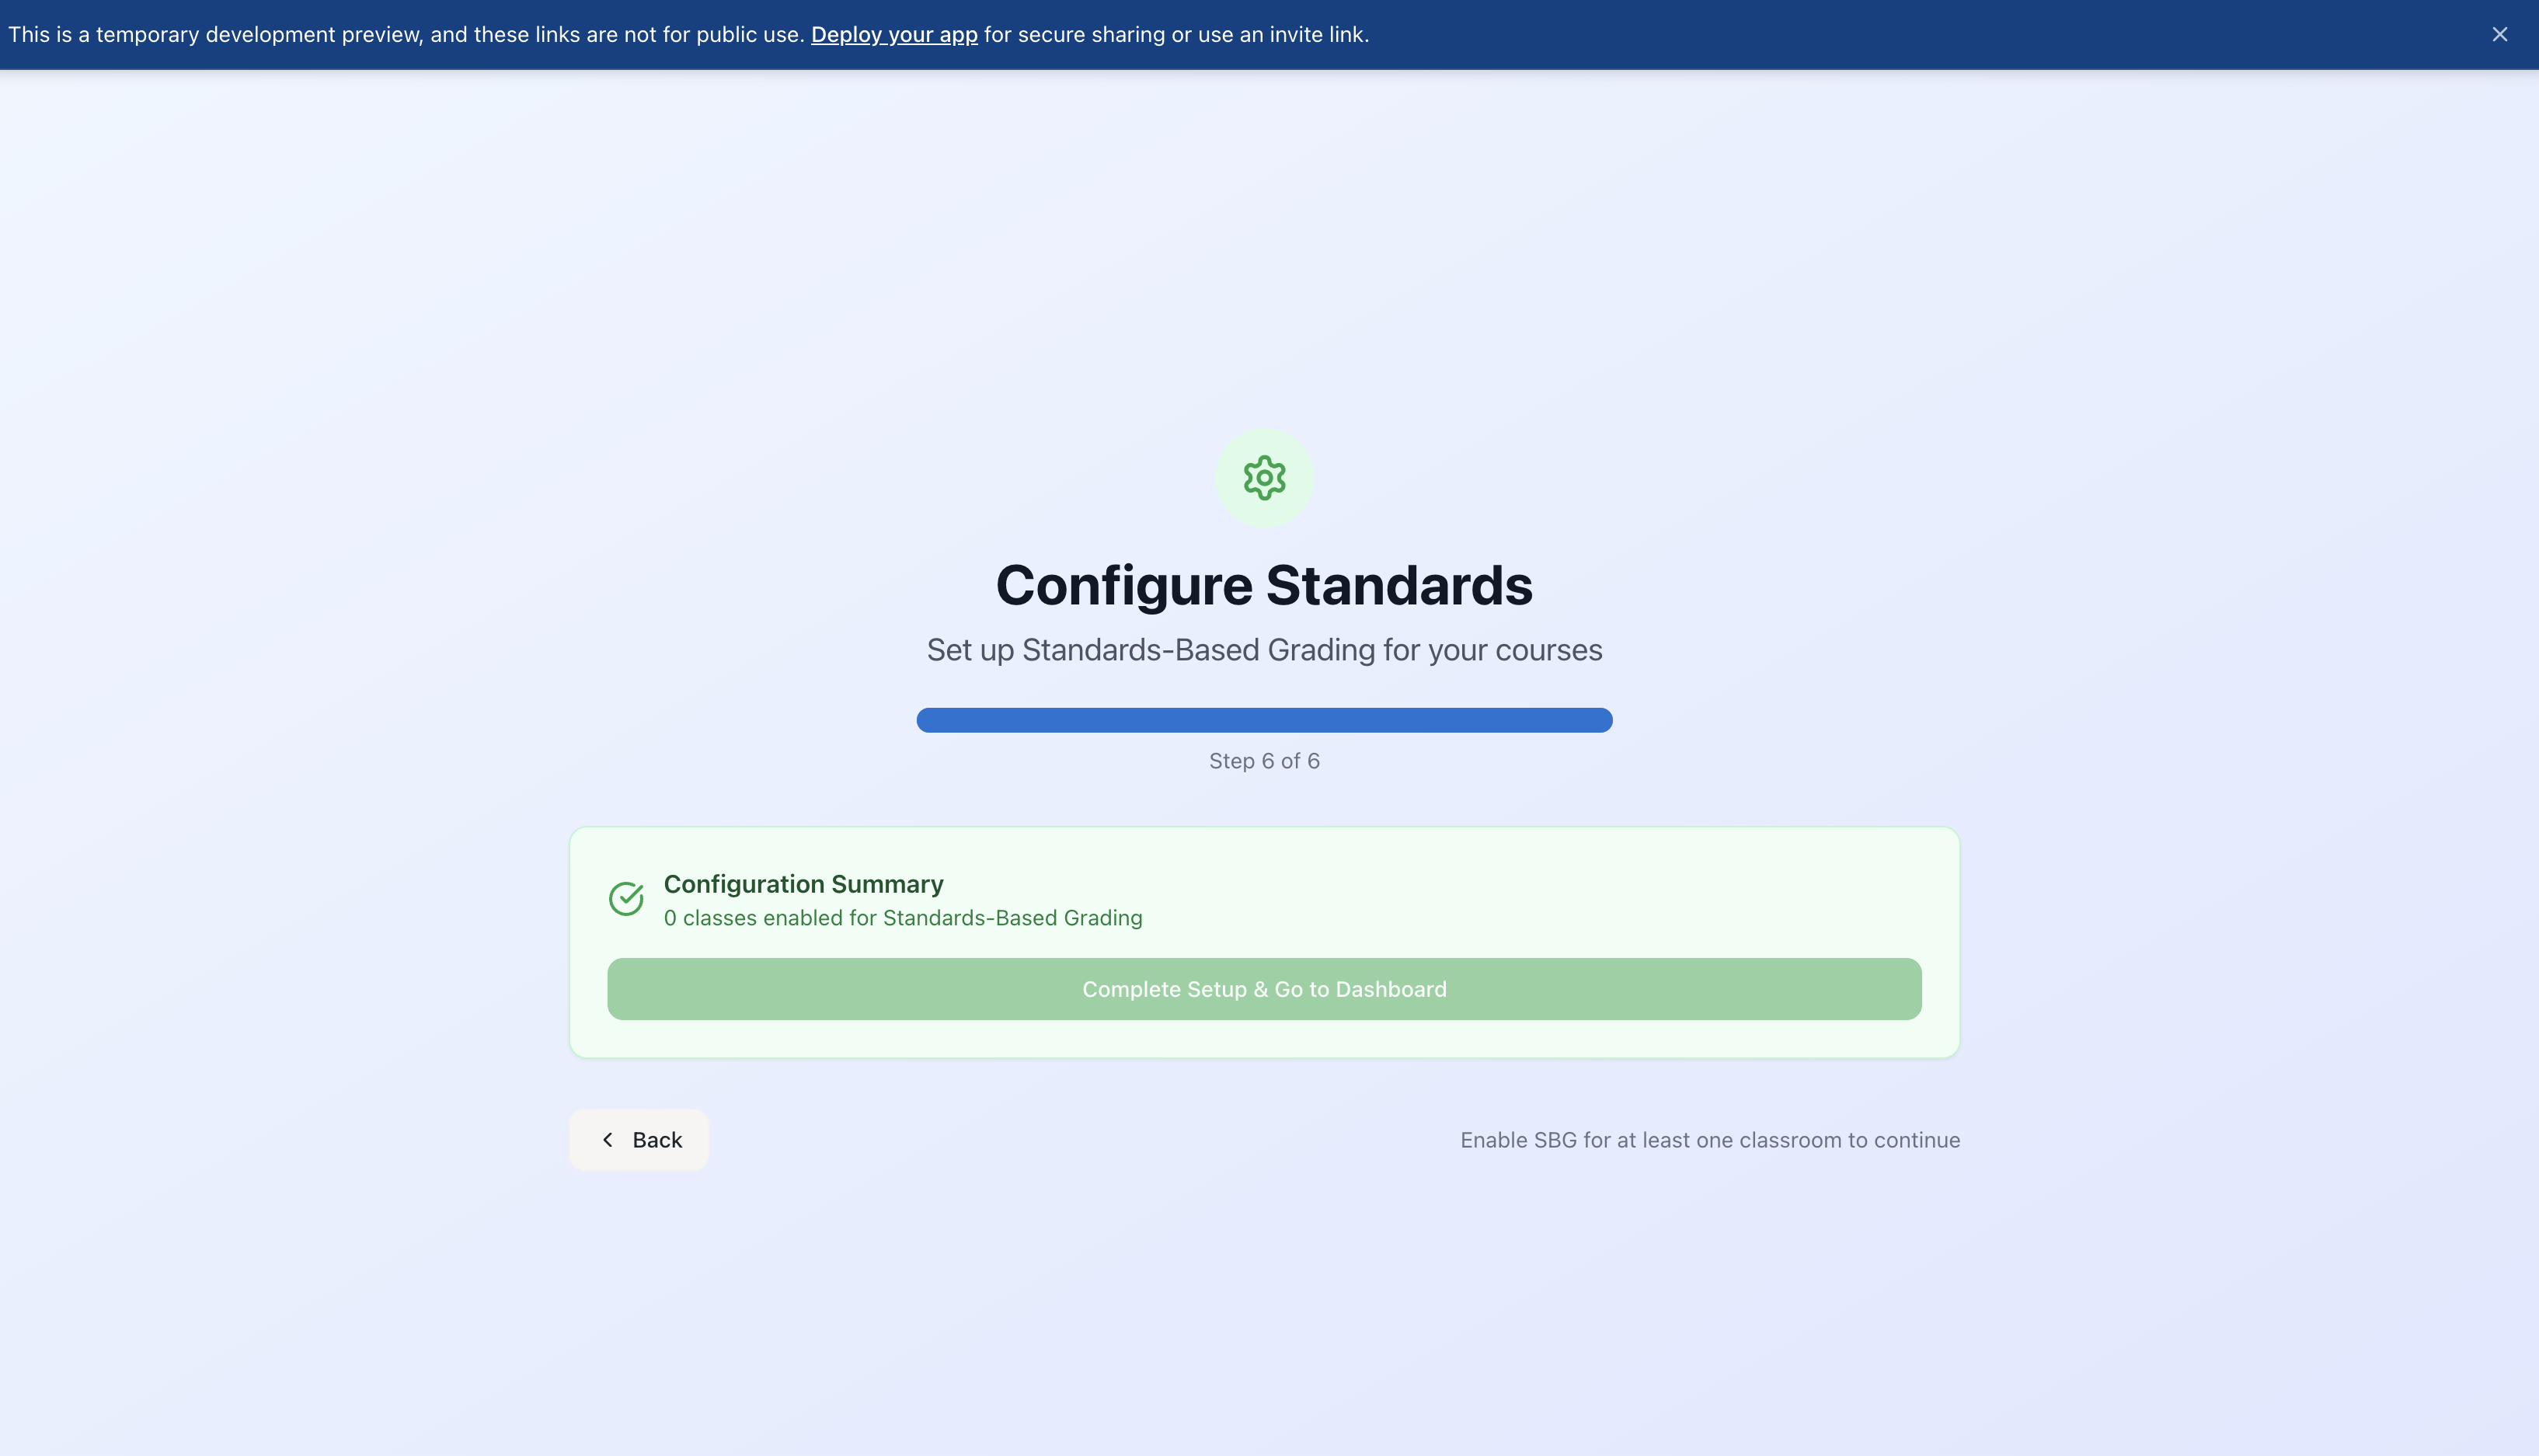 This is a temporary development preview, and these links are not for public use. Deploy your app for secure sharing or use an invite link.
Configure Standards
Set up Standards-Based Grading for your courses
Step 6 of 6
Configuration Summary
0 classes enabled for Standards-Based Grading
Complete Setup & Go to Dashboard
Back
Enable SBG for at least one classroom to continue